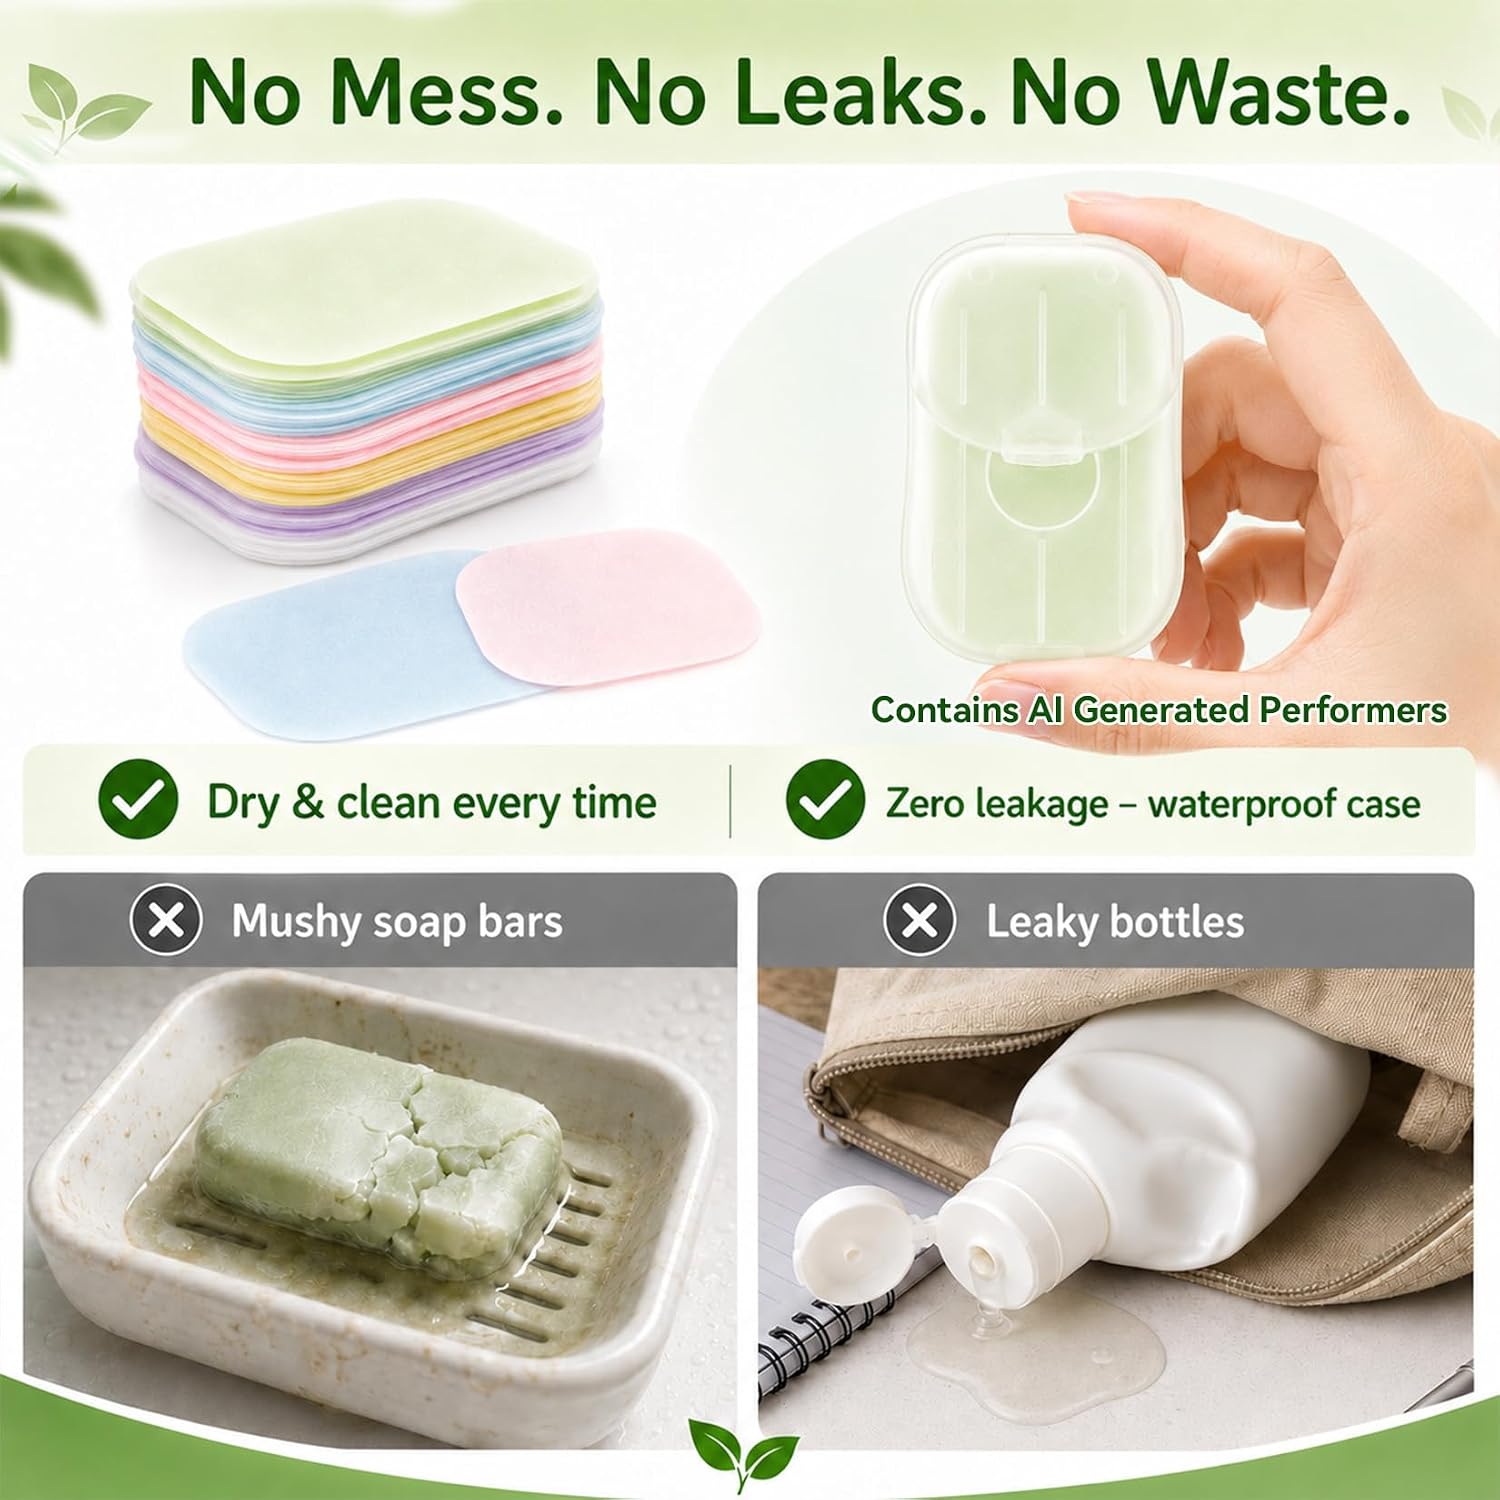 No Mess. No Leaks. No Waste.
Contains AI Generated Performers
Dry & clean every time
Zero leakage – waterproof case
Mushy soap bars
Leaky bottles